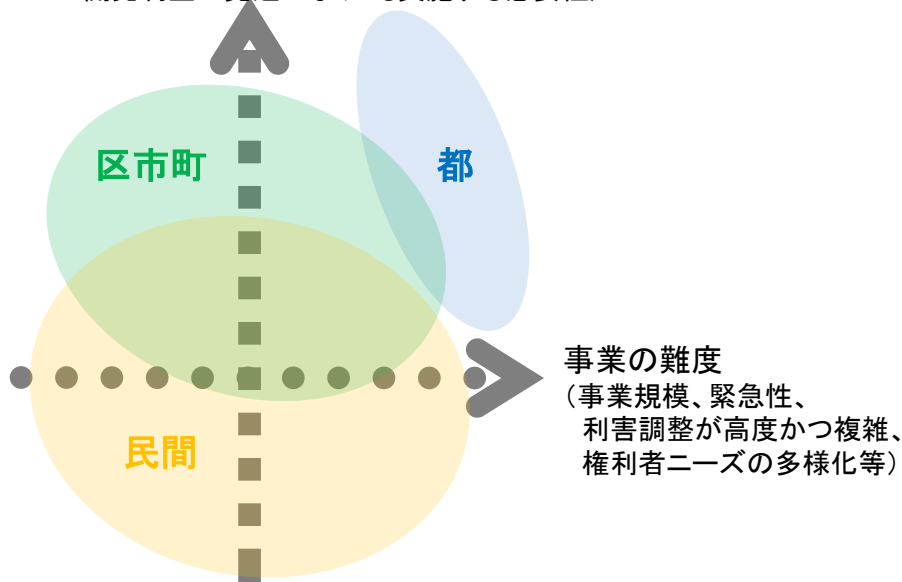 区市町
都
事業の難度
(事業規模、緊急性、
利害調整が高度かつ複雑、
権利者ニーズの多様化等)
民間